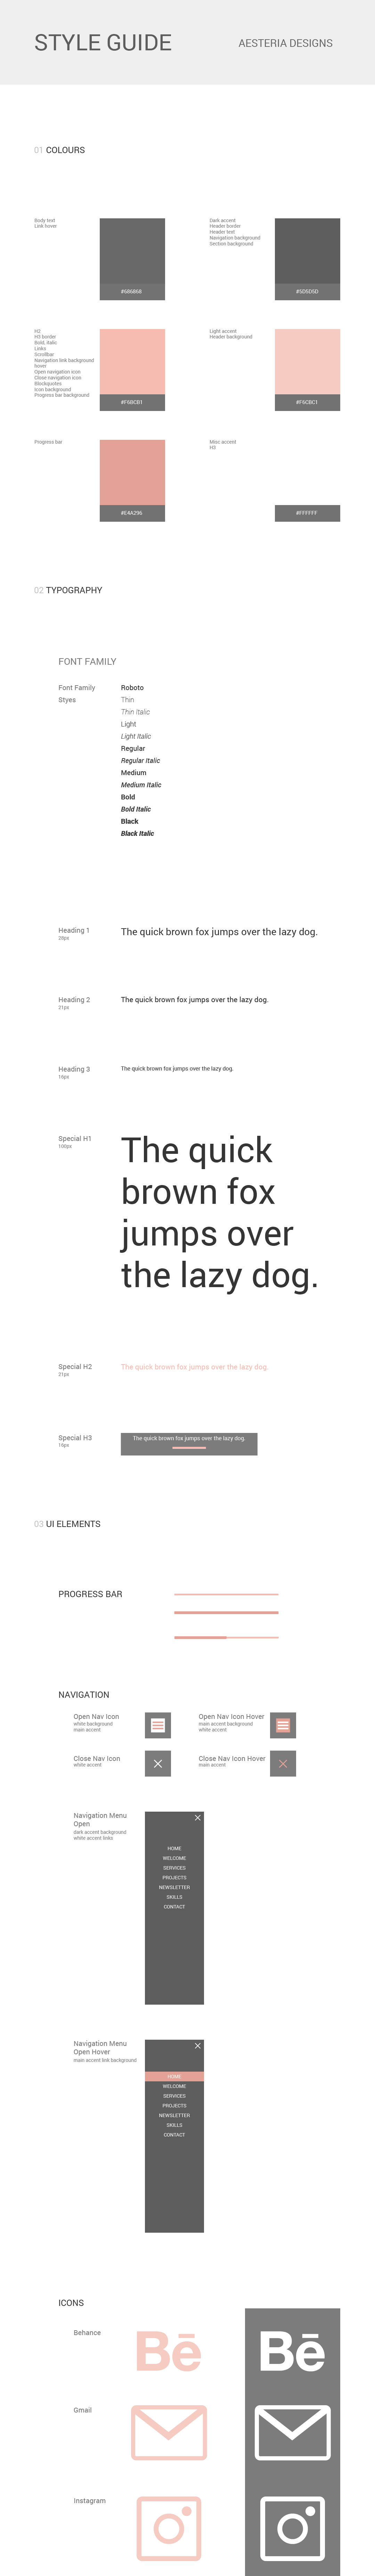 STYLE GUIDE
AESTERIA DESIGNS
01 COLOURS
Body text
Link hover
#686868
Dark accent
Header border
Header text
Navigation background
Section background
#5D5D5D
H2
H3 border
Bold, italic
Links
Scrollbar
Navigation link background
hover
Open navigation icon
Close navigation icon
Blockquotes
Icon background
Progress bar background
#F6BCB1
Light accent
Header background
#F6CBC1
Progress bar
#E4A295
Misc accent
H3
#FFFFFF
02 TYPOGRAPHY
FONT FAMILY
Font Family
Roboto
Styes
Thin
Thin Italic
Light
Light Italic
Regular
Regular Italic
Medium
Medium Italic
Bold
Bold Italic
Black
Black Italic
Heading 1
28px
The quick brown fox jumps over the lazy dog.
Heading 2
21px
The quick brown fox jumps over the lazy dog.
Heading 3
16px
The quick brown fox jumps over the lazy dog.
Special H1
100px
The quick
brown fox
jumps over
the lazy dog.
Special H2
21px
The quick brown fox jumps over the lazy dog.
Special H3
16px
The quick brown fox jumps over the lazy dog.
03 UI ELEMENTS
PROGRESS BAR
NAVIGATION
Open Nav Icon
white background
main accent
Open Nav Icon Hover
main accent background
white accent
Close Nav Icon
white accent
Close Nav Icon Hover
main accent
Navigation Menu
Open
dark accent background
white accent links
HOME
WELCOME
SERVICES
PROJECTS
NEWSLETTER
SKILLS
CONTACT
Navigation Menu
Open Hover
main accent link background
HOME
WELCOME
SERVICES
PROJECTS
NEWSLETTER
SKILLS
CONTACT
ICONS
Behance
Bē
Bē
Gmail
Instagram